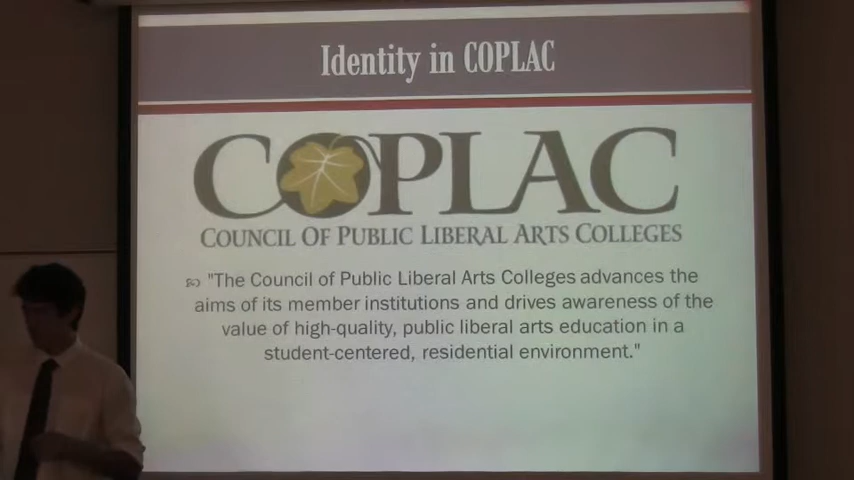 Identity in COPLAC
COPLAC
COUNCIL OF PUBLIC LIBERAL ARTS COLLEGES
"The Council of Public Liberal Arts Colleges advances the
aims of its member institutions and drives awareness of the
value of high-quality, public liberal arts education in a
student-centered, residential environment."